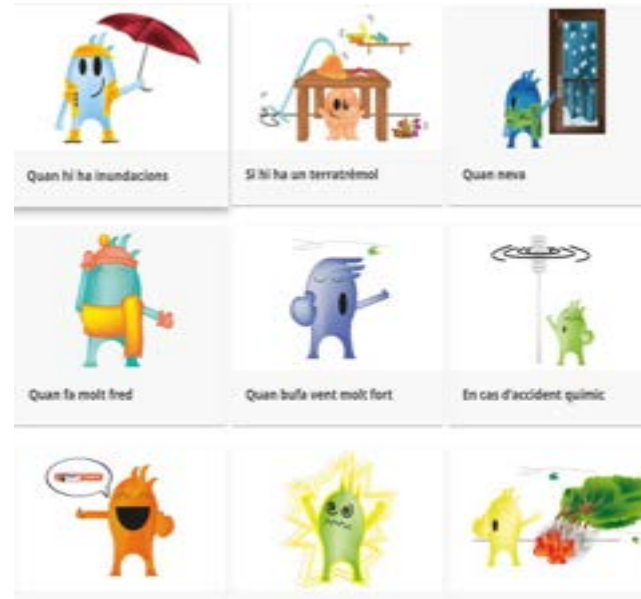 Quan hi ha inundacions
Si hi ha un terratrèmol
Quan neva
Quan fa molt fred
Quan bufa vent molt fort
En cas d'accident químic